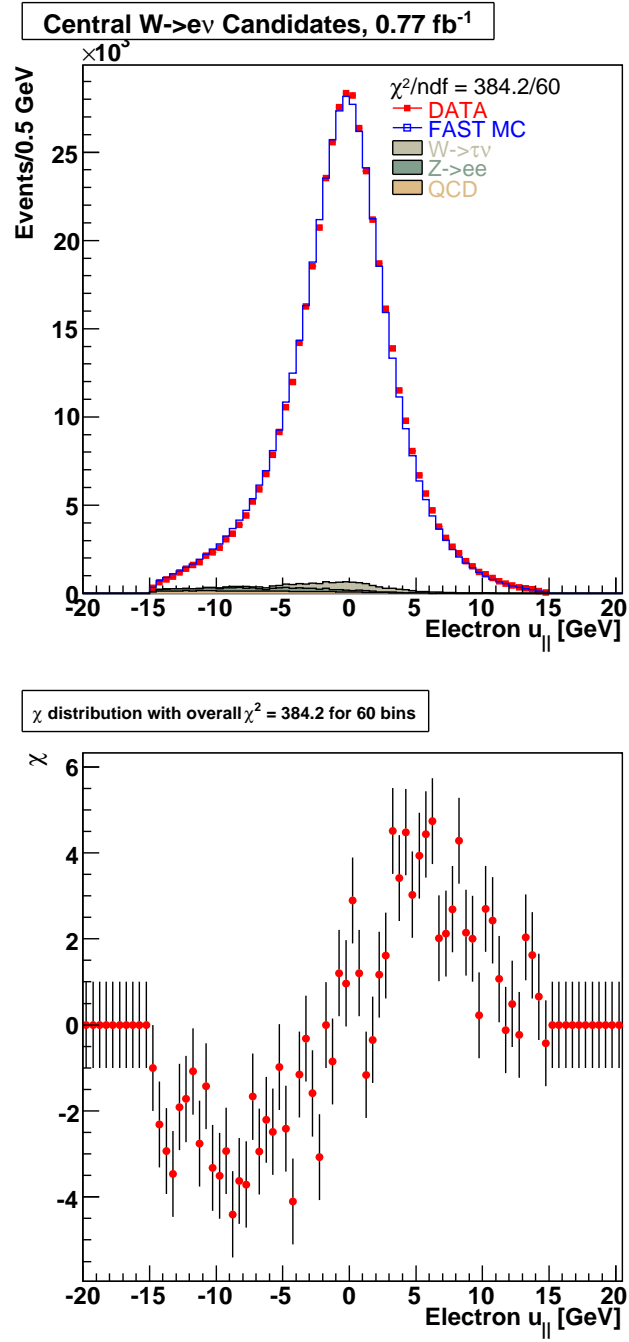 Central W->eν Candidates, 0.77 fb⁻¹
×10³
Events/0.5 GeV
χ²/ndf = 384.2/60
DATA
FAST MC
W->τν
Z->ee
QCD
25
20
15
10
5
0
-20 -15 -10 -5 0 5 10 15 20
Electron u|| [GeV]
χ distribution with overall χ² = 384.2 for 60 bins
χ
6
4
2
0
-2
-4
-20 -15 -10 -5 0 5 10 15 20
Electron u|| [GeV]